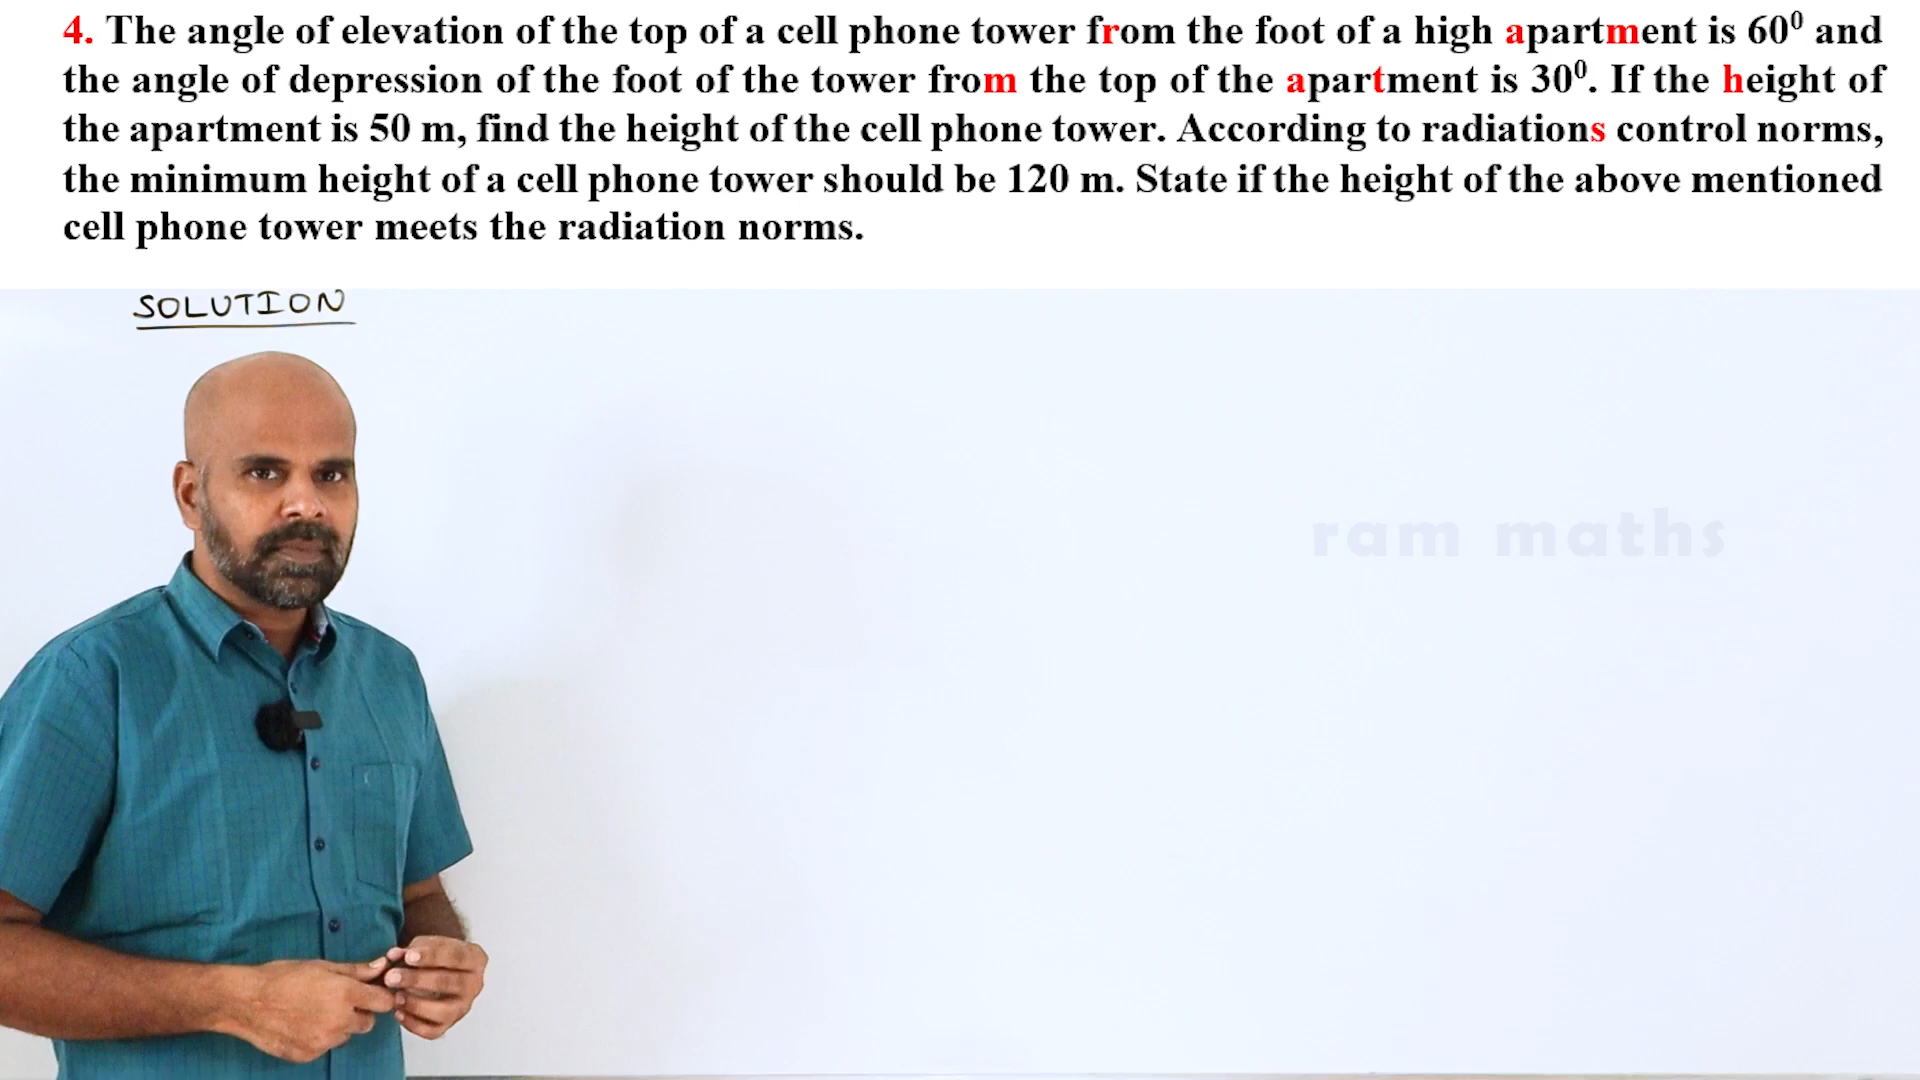 4. The angle of elevation of the top of a cell phone tower from the foot of a high apartment is 60⁰ and
the angle of depression of the foot of the tower from the top of the apartment is 30⁰. If the height of
the apartment is 50 m, find the height of the cell phone tower. According to radiations control norms,
the minimum height of a cell phone tower should be 120 m. State if the height of the above mentioned
cell phone tower meets the radiation norms.
SOLUTION
ram maths